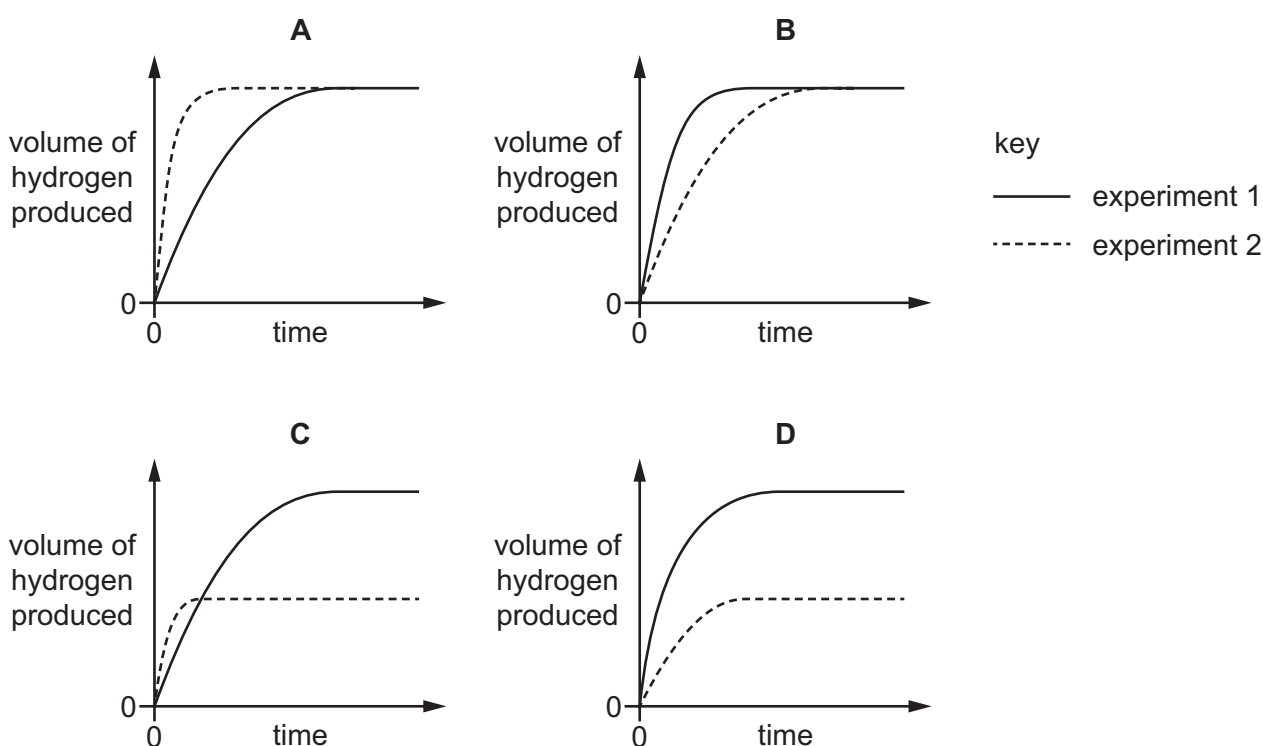 A
volume of
hydrogen
produced
0
0
time
B
volume of
hydrogen
produced
0
0
time
key
experiment 1
experiment 2
C
volume of
hydrogen
produced
0
0
time
D
volume of
hydrogen
produced
0
0
time